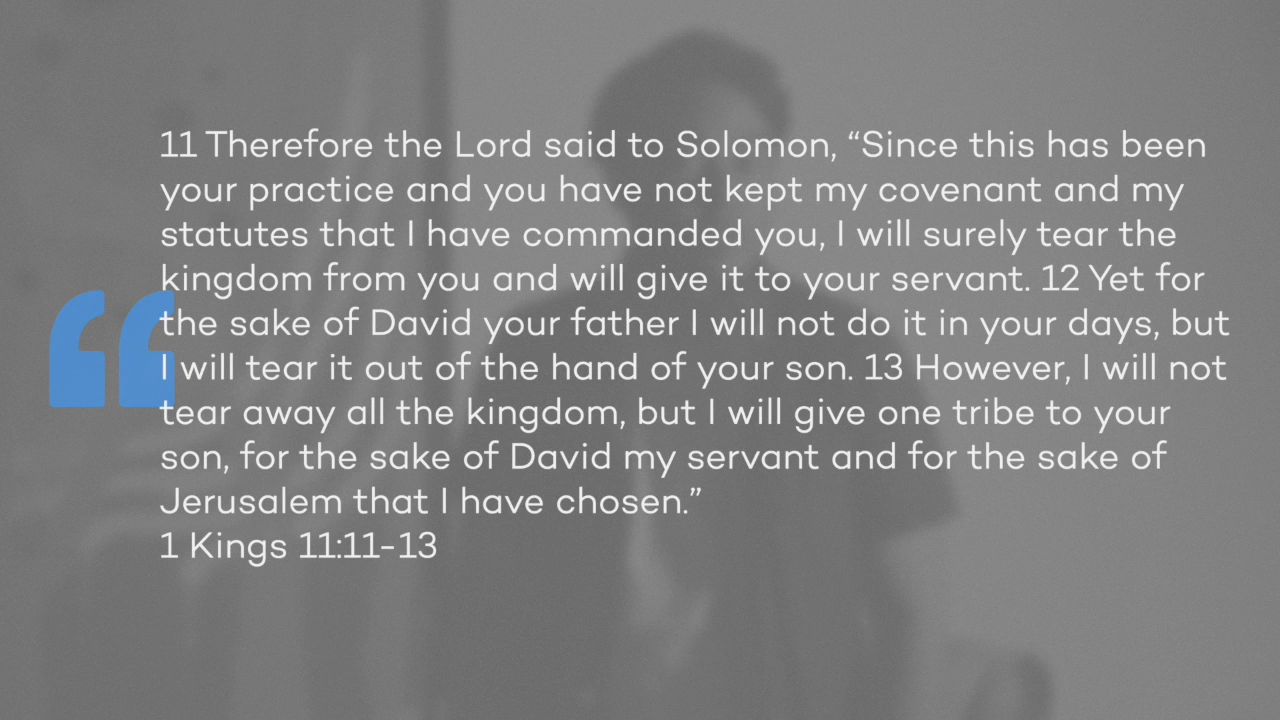 11 Therefore the Lord said to Solomon, “Since this has been
your practice and you have not kept my covenant and my
statutes that I have commanded you, I will surely tear the
kingdom from you and will give it to your servant. 12 Yet for
the sake of David your father I will not do it in your days, but
I will tear it out of the hand of your son. 13 However, I will not
tear away all the kingdom, but I will give one tribe to your
son, for the sake of David my servant and for the sake of
Jerusalem that I have chosen.”
1 Kings 11:11-13